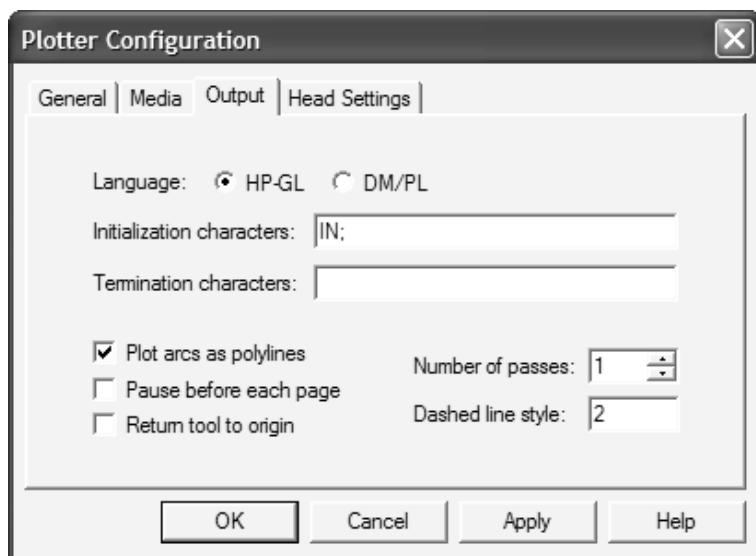 Plotter Configuration
General Media Output Head Settings
Language: HP-GL DM/PL
Initialization characters: IN;
Termination characters:
Plot arcs as polylines
Pause before each page
Return tool to origin
Number of passes: 1
Dashed line style: 2
OK Cancel Apply Help